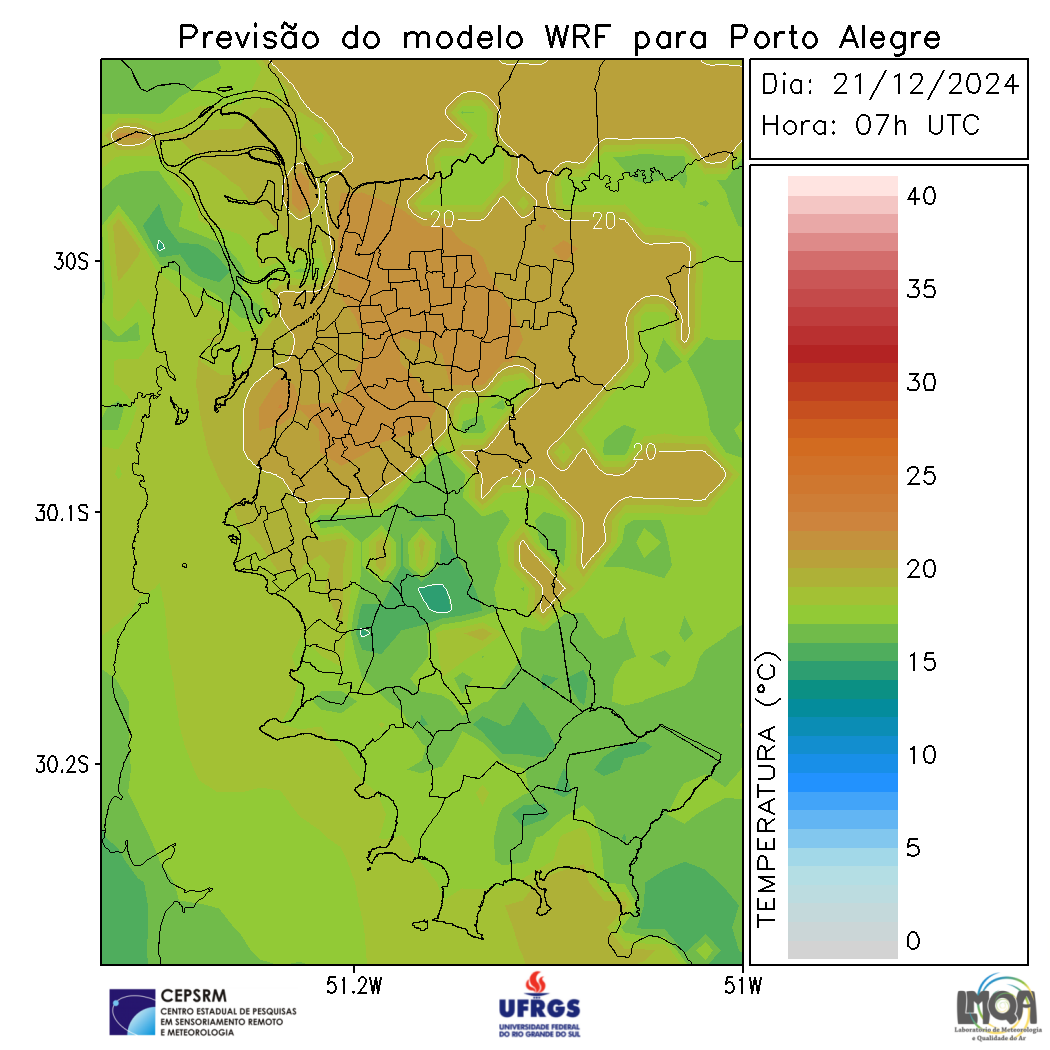 Previsão do modelo WRF para Porto Alegre
Dia: 21/12/2024
Hora: 07h UTC
20
20
20
20
30S
30.1S
30.2S
51.2W
51W
40
35
30
25
20
15
10
5
0
TEMPERATURA (°C)
CEPSRM
CENTRO ESTADUAL DE PESQUISAS
EM SENSORIAMENTO REMOTO
E METEOROLOGIA
UFRGS
UNIVERSIDADE FEDERAL
DO RIO GRANDE DO SUL
LMQA
Laboratório de Meteorologia
e Qualidade do Ar